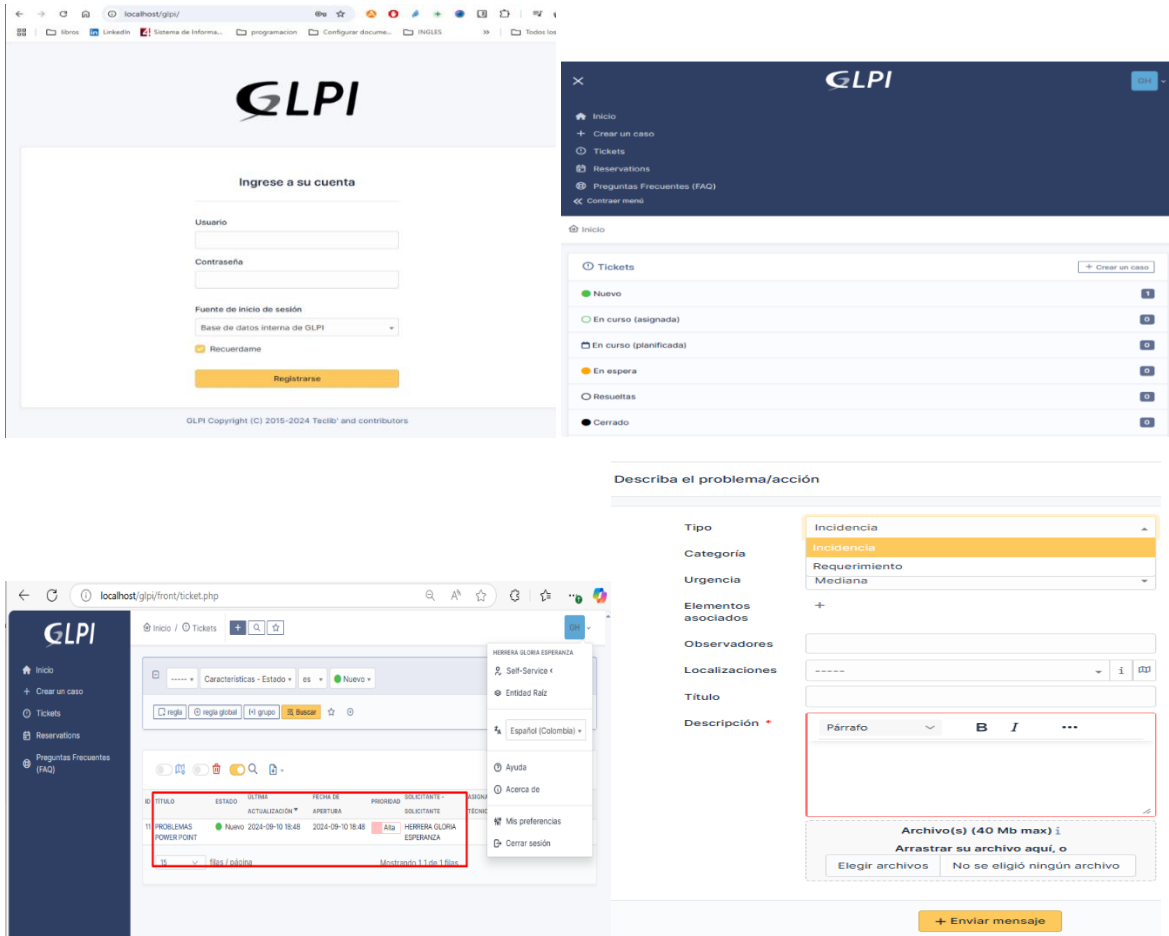 localhost/glpi/
libros LinkedIn Sistema de Informa... programacion Configurar docume... INGLES Todos los
GLPI
Ingrese a su cuenta
Usuario
Contraseña
Fuente de inicio de sesión
Base de datos interna de GLPI
Recuerdame
Registrarse
GLPI Copyright (C) 2015-2024 Teclib' and contributors
GLPI
GH
Inicio
Crear un caso
Tickets
Reservations
Preguntas Frecuentes (FAQ)
Contraer menú
Inicio
Tickets + Crear un caso
Nuevo 1
En curso (asignada) 0
En curso (planificada) 0
En espera 0
Resueltas 0
Cerrado 0
localhost/glpi/front/ticket.php
GLPI
Inicio
+ Crear un caso
Tickets
Reservations
Preguntas Frecuentes
(FAQ)
Inicio / Tickets
GH
HERRERA GLORIA ESPERANZA
Self-Service
Entidad Raíz
Español (Colombia)
Ayuda
Acerca de
Mis preferencias
Cerrar sesión
----- Características - Estado es Nuevo
regla regla global grupo Buscar
ID TÍTULO ESTADO ÚLTIMA ACTUALIZACIÓN FECHA DE APERTURA PRIORIDAD SOLICITANTE - SOLICITANTE
11 PROBLEMAS POWER POINT Nuevo 2024-09-10 18:48 2024-09-10 18:48 Alta HERRERA GLORIA ESPERANZA
15 filas / página Mostrando 1 1 de 1 filas
Describa el problema/acción
Tipo Incidencia
Incidencia
Requerimiento
Categoría
Urgencia Mediana
Elementos
asociados +
Observadores
Localizaciones -----
Título
Descripción *
Párrafo B I ...
Archivo(s) (40 Mb max) i
Arrastrar su archivo aquí, o
Elegir archivos No se eligió ningún archivo
+ Enviar mensaje